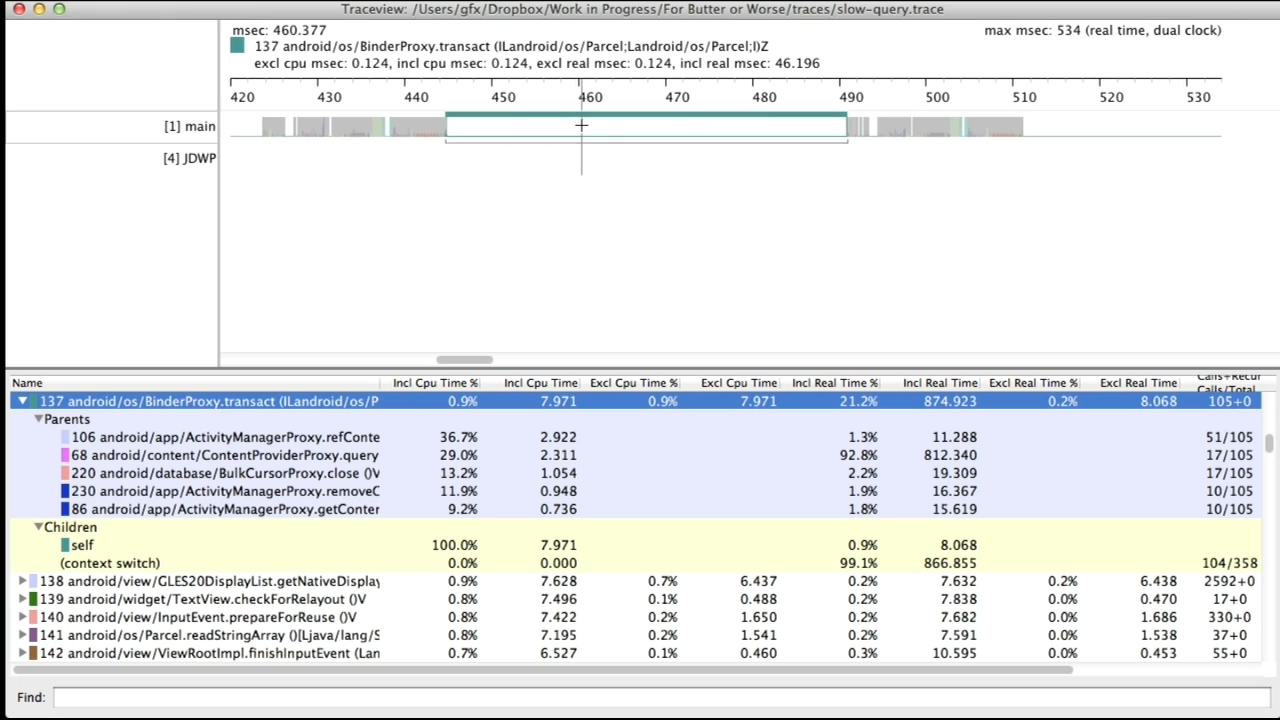 Traceview: /Users/gfx/Dropbox/Work in Progress/For Butter or Worse/traces/slow-query.trace
msec: 460.377 max msec: 534 (real time, dual clock)
137 android/os/BinderProxy.transact (ILandroid/os/Parcel;Landroid/os/Parcel;I)Z
excl cpu msec: 0.124, incl cpu msec: 0.124, excl real msec: 0.124, incl real msec: 46.196
420 430 440 450 460 470 480 490 500 510 520 530
[1] main
[4] JDWP
Name Incl Cpu Time % Incl Cpu Time Excl Cpu Time % Excl Cpu Time Incl Real Time % Incl Real Time Excl Real Time % Excl Real Time Calls+Recur
Calls/Total
137 android/os/BinderProxy.transact (ILandroid/os/P 0.9% 7.971 0.9% 7.971 21.2% 874.923 0.2% 8.068 105+0
Parents
106 android/app/ActivityManagerProxy.refConte 36.7% 2.922 1.3% 11.288 51/105
68 android/content/ContentProviderProxy.query 29.0% 2.311 92.8% 812.340 17/105
220 android/database/BulkCursorProxy.close ()V 13.2% 1.054 2.2% 19.309 17/105
230 android/app/ActivityManagerProxy.removeC 11.9% 0.948 1.9% 16.367 10/105
86 android/app/ActivityManagerProxy.getConter 9.2% 0.736 1.8% 15.619 10/105
Children
self 100.0% 7.971 0.9% 8.068
(context switch) 0.0% 0.000 99.1% 866.855 104/358
138 android/view/GLES20DisplayList.getNativeDisplay 0.9% 7.628 0.7% 6.437 0.2% 7.632 0.2% 6.438 2592+0
139 android/widget/TextView.checkForRelayout ()V 0.8% 7.496 0.1% 0.488 0.2% 7.838 0.0% 0.470 17+0
140 android/view/InputEvent.prepareForReuse ()V 0.8% 7.422 0.2% 1.650 0.2% 7.682 0.0% 1.686 330+0
141 android/os/Parcel.readStringArray ()[Ljava/lang/S 0.8% 7.195 0.2% 1.541 0.2% 7.591 0.0% 1.538 37+0
142 android/view/ViewRootImpl.finishInputEvent (Lan 0.7% 6.527 0.1% 0.460 0.3% 10.595 0.0% 0.453 55+0
Find: